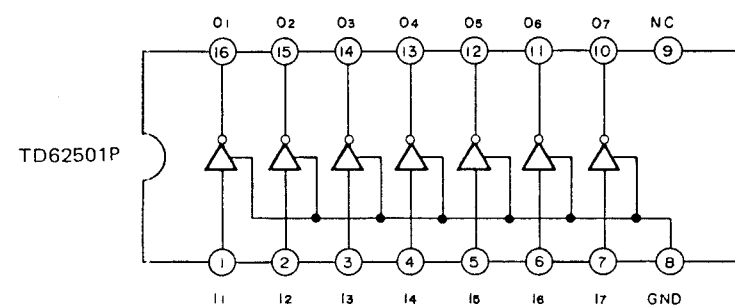 O1 O2 O3 O4 O5 O6 O7 NC
16 15 14 13 12 11 10 9
TD62501P
1 2 3 4 5 6 7 8
I1 I2 I3 I4 I5 I6 I7 GND